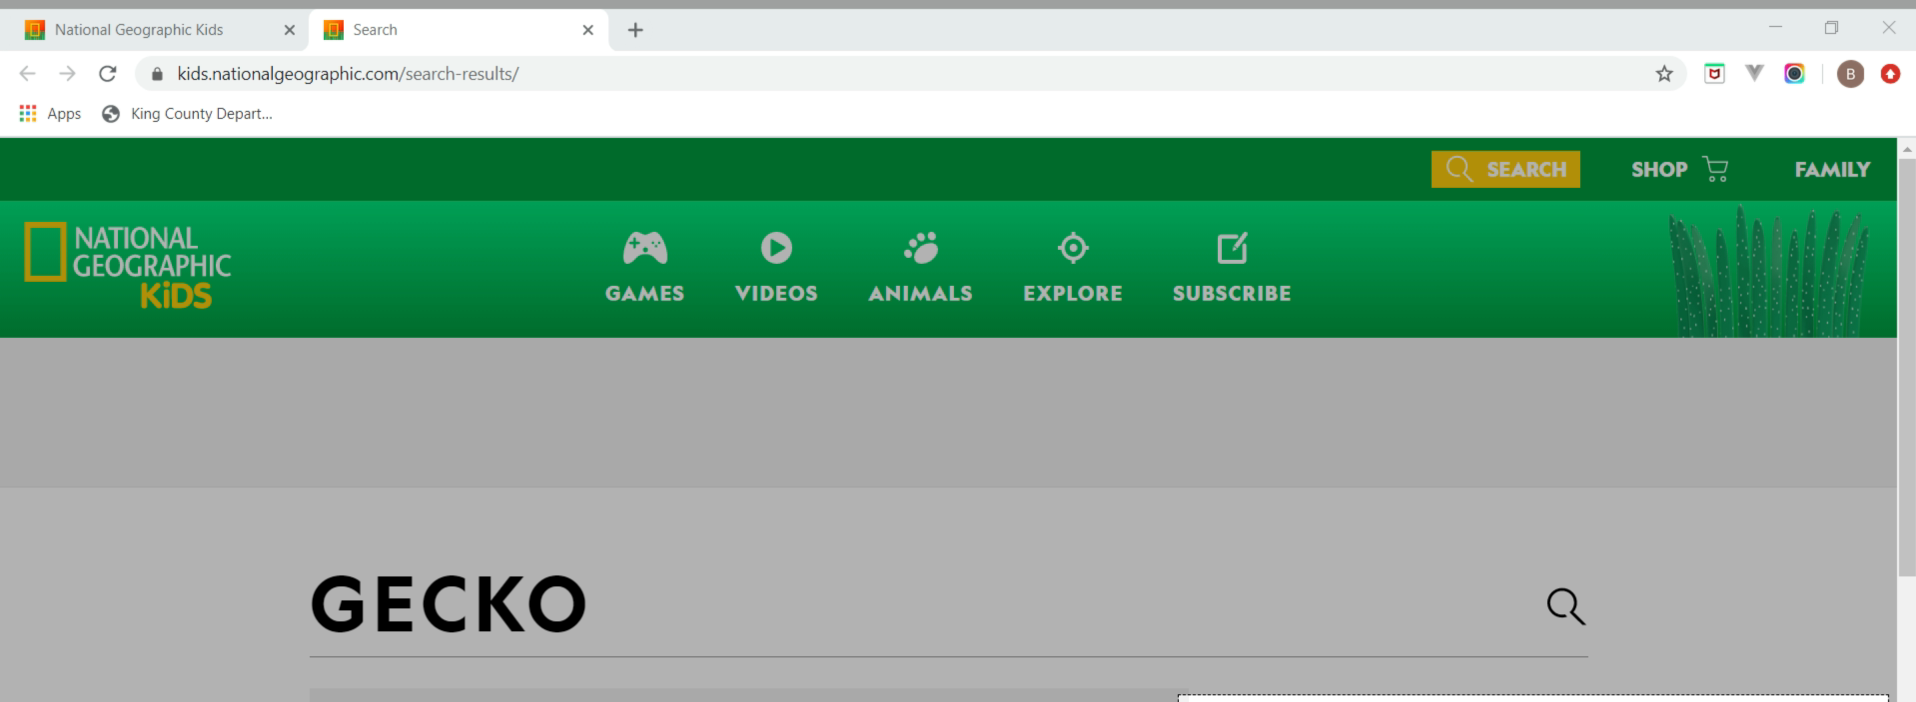 National Geographic Kids
Search
kids.nationalgeographic.com/search-results/
B
Apps
King County Depart...
SEARCH
SHOP
FAMILY
NATIONAL
GEOGRAPHIC
KiDS
GAMES
VIDEOS
ANIMALS
EXPLORE
SUBSCRIBE
GECKO